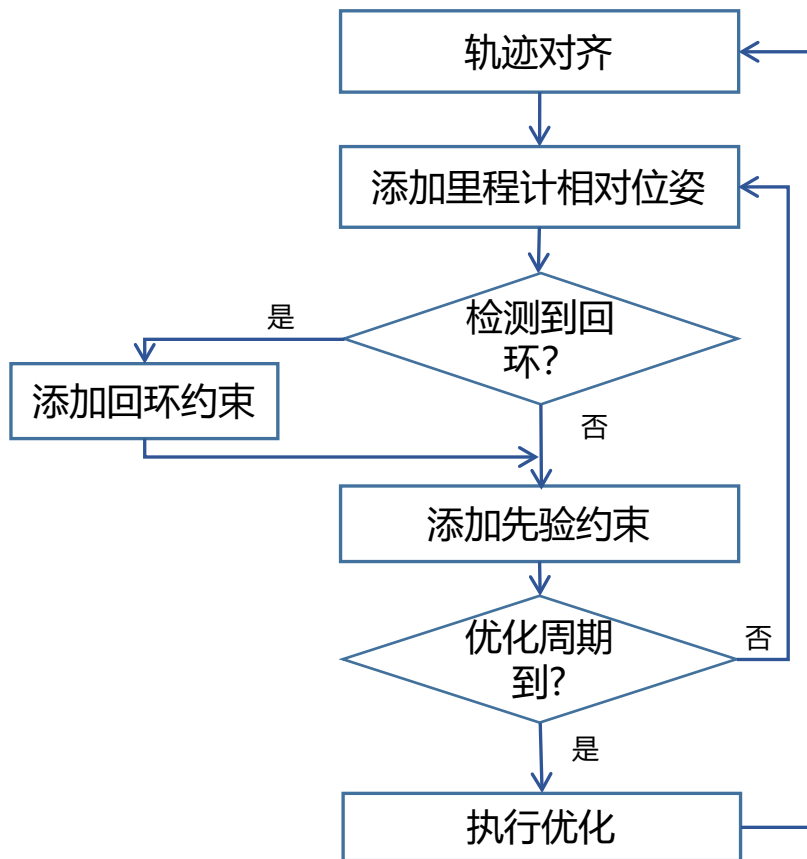 轨迹对齐
添加里程计相对位姿
检测到回
环?
是
添加回环约束
否
添加先验约束
优化周期
到?
否
是
执行优化